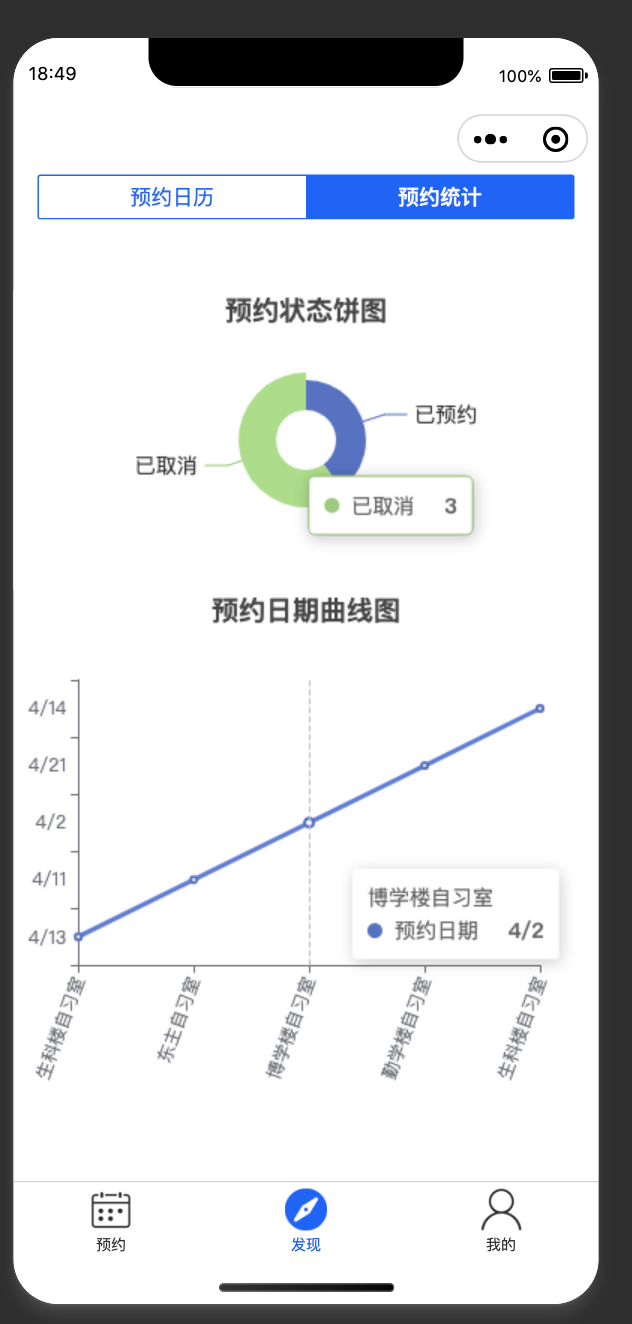 18:49
100%
预约日历
预约统计
预约状态饼图
已预约
已取消
已取消 3
预约日期曲线图
4/14
4/21
4/2
4/11
4/13
博学楼自习室
预约日期 4/2
生科楼自习室
东主自习室
博学楼自习室
勤学楼自习室
生科楼自习室
预约
发现
我的